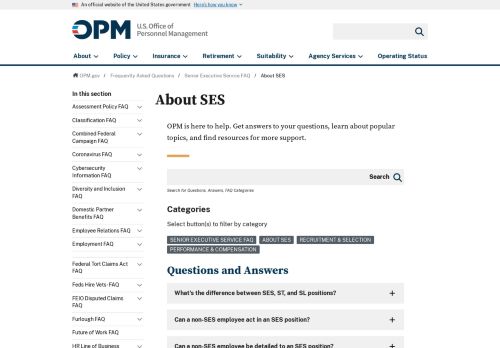 An official website of the United States government Here's how you know
OPM U.S. Office of
Personnel Management
About Policy Insurance Retirement Suitability Agency Services Operating Status
OPM.gov / Frequently Asked Questions / Senior Executive Service FAQ / About SES
In this section
Assessment Policy FAQ
Classification FAQ
Combined Federal
Campaign FAQ
Coronavirus FAQ
Cybersecurity
Information FAQ
Diversity and Inclusion
FAQ
Domestic Partner
Benefits FAQ
Employee Relations FAQ
Employment FAQ
Federal Tort Claims Act
FAQ
Feds Hire Vets- FAQ
FEIO Disputed Claims
FAQ
Furlough FAQ
Future of Work FAQ
HR Line of Business
About SES
OPM is here to help. Get answers to your questions, learn about popular
topics, and find resources for more support.
Search
Search for Questions, Answers, FAQ Categories
Categories
Select button(s) to filter by category
SENIOR EXECUTIVE SERVICE FAQ ABOUT SES RECRUITMENT & SELECTION
PERFORMANCE & COMPENSATION
Questions and Answers
What's the difference between SES, ST, and SL positions? +
Can a non-SES employee act in an SES position? +
Can a non-SES employee be detailed to an SES position?